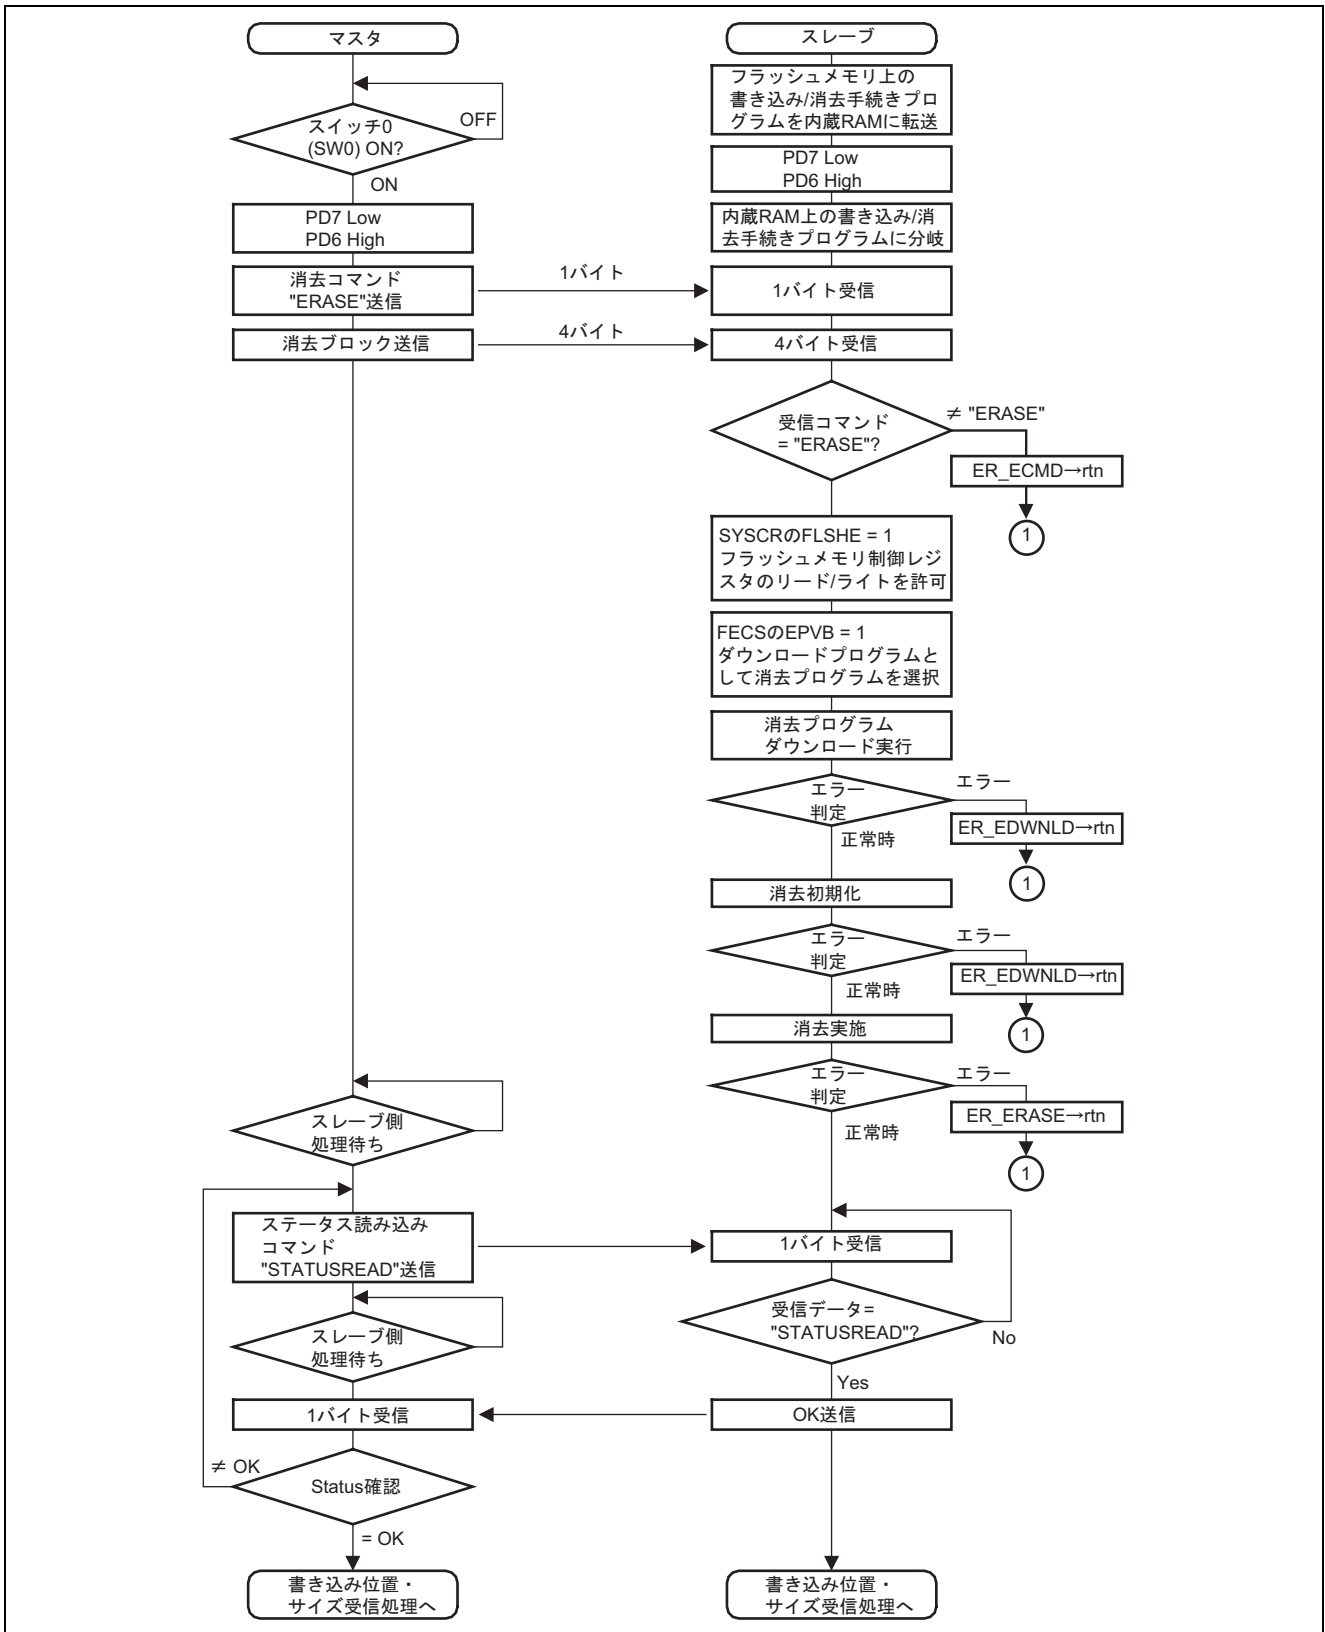 マスタ
スイッチ0
(SW0) ON?
OFF
ON
PD7 Low
PD6 High
消去コマンド
"ERASE"送信
1バイト
消去ブロック送信
4バイト
スレーブ側
処理待ち
ステータス読み込み
コマンド
"STATUSREAD"送信
スレーブ側
処理待ち
1バイト受信
≠ OK
Status確認
= OK
書き込み位置・
サイズ受信処理へ
スレーブ
フラッシュメモリ上の
書き込み/消去手続きプロ
グラムを内蔵RAMに転送
PD7 Low
PD6 High
内蔵RAM上の書き込み/消
去手続きプログラムに分岐
1バイト受信
4バイト受信
受信コマンド
= "ERASE"?
≠ "ERASE"
ER_ECMD→rtn
1
SYSCRのFLSHE = 1
フラッシュメモリ制御レジ
スタのリード/ライトを許可
FECSのEPVB = 1
ダウンロードプログラムと
して消去プログラムを選択
消去プログラム
ダウンロード実行
エラー
判定
エラー
ER_EDWNLD→rtn
1
正常時
消去初期化
エラー
判定
エラー
ER_EDWNLD→rtn
1
正常時
消去実施
エラー
判定
エラー
ER_ERASE→rtn
1
正常時
1バイト受信
受信データ=
"STATUSREAD"?
No
Yes
OK送信
書き込み位置・
サイズ受信処理へ